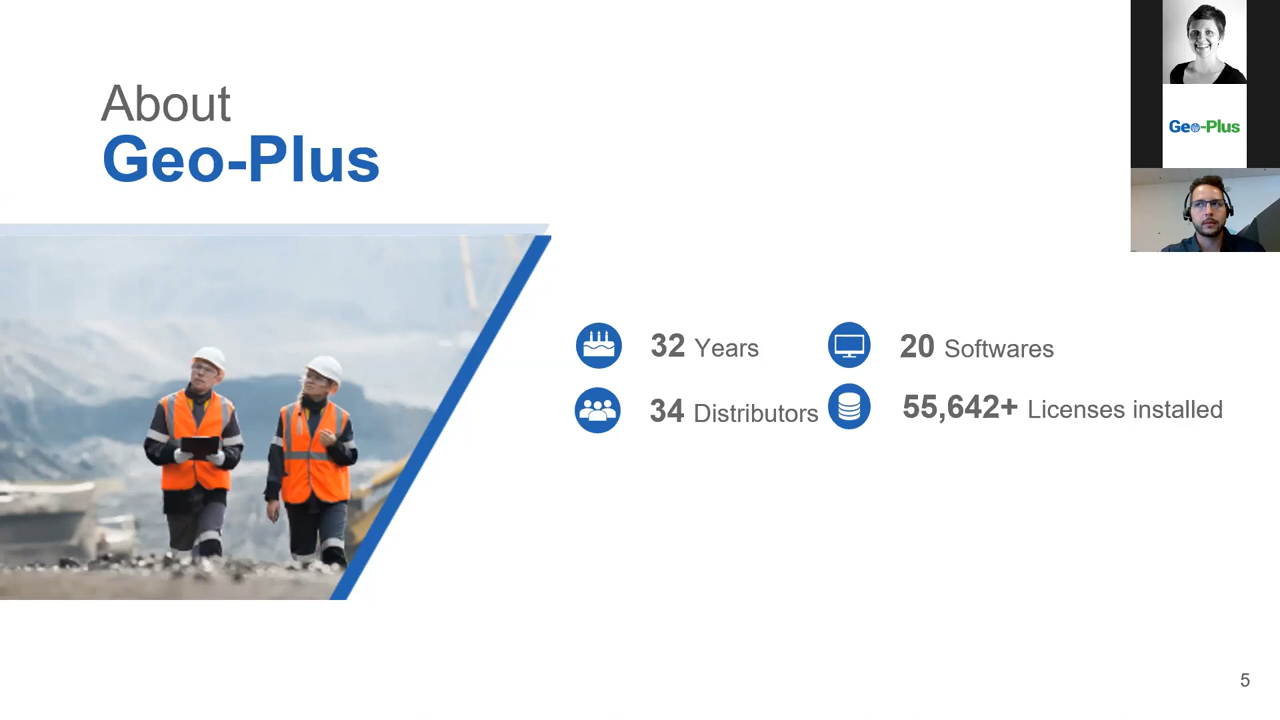 About
Geo-Plus
Geo-Plus
32 Years
20 Softwares
34 Distributors
55,642+ Licenses installed
5